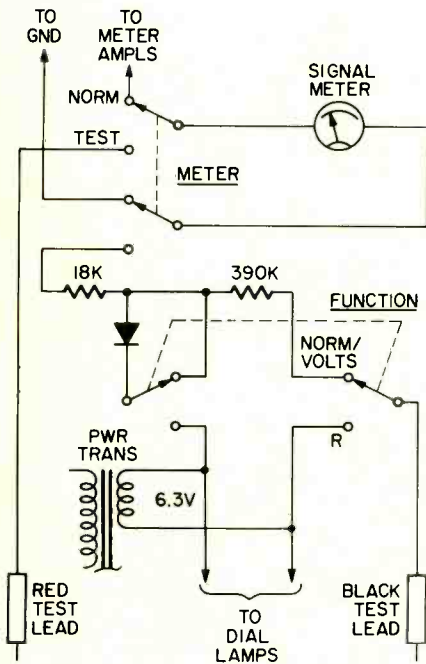 TO
GND
TO
METER
AMPLS
NORM
SIGNAL
METER
TEST
METER
18K
390K
FUNCTION
NORM/
VOLTS
PWR
TRANS
R
6.3V
RED
TEST
LEAD
TO
DIAL
LAMPS
BLACK
TEST
LEAD